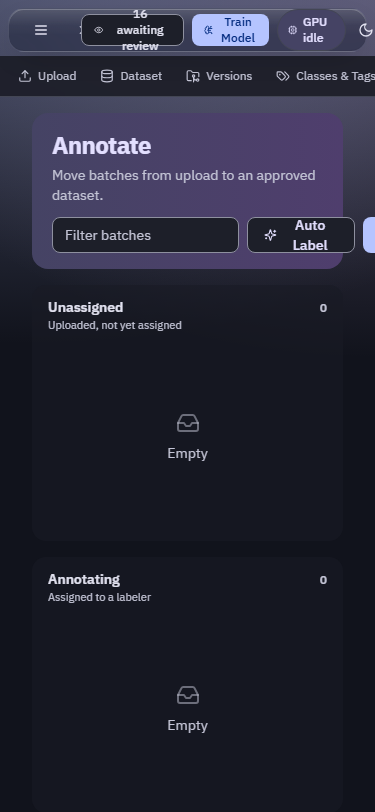 16
awaiting
review
Train
Model
GPU
idle
Upload
Dataset
Versions
Classes & Tags
Annotate
Move batches from upload to an approved
dataset.
Filter batches
Auto
Label
Unassigned
0
Uploaded, not yet assigned
Empty
Annotating
0
Assigned to a labeler
Empty